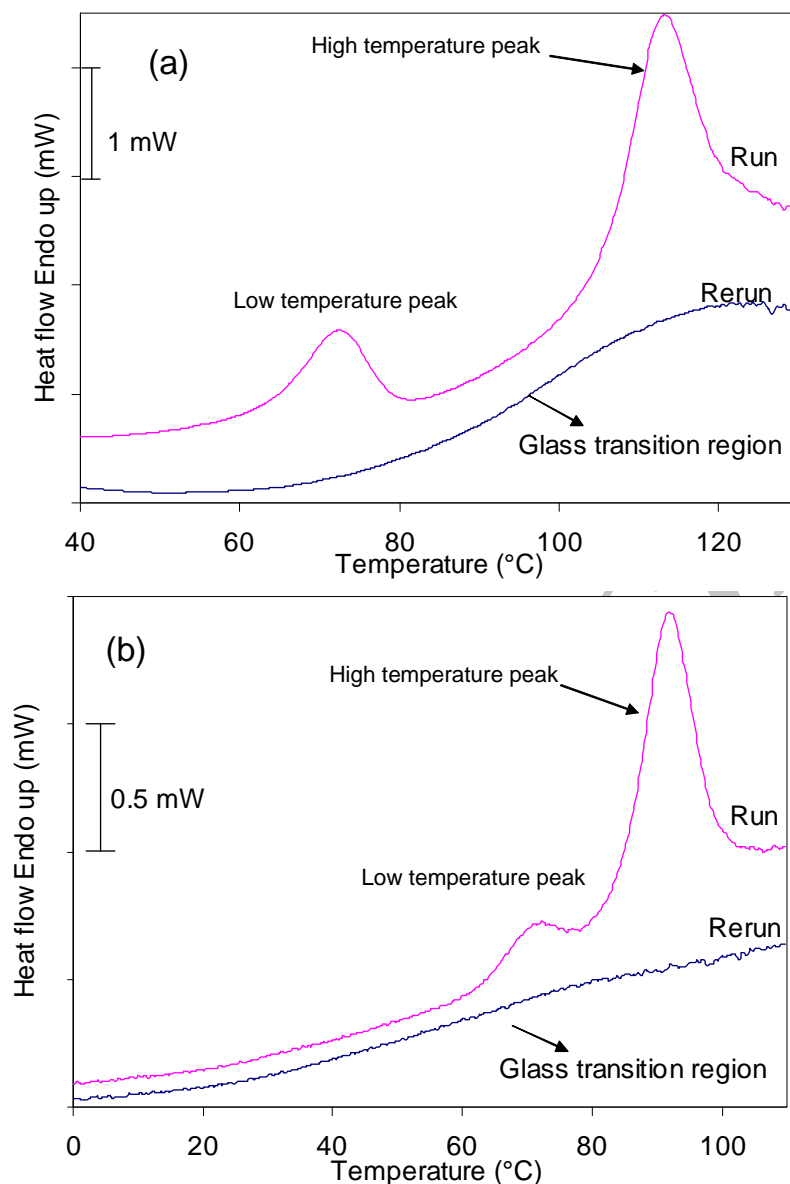 High temperature peak
(a)
1 mW
Run
Rerun
Low temperature peak
Glass transition region
Heat flow Endo up (mW)
40
60
80
100
120
Temperature (°C)
(b)
High temperature peak
0.5 mW
Run
Low temperature peak
Rerun
Glass transition region
Heat flow Endo up (mW)
0
20
40
60
80
100
Temperature (°C)